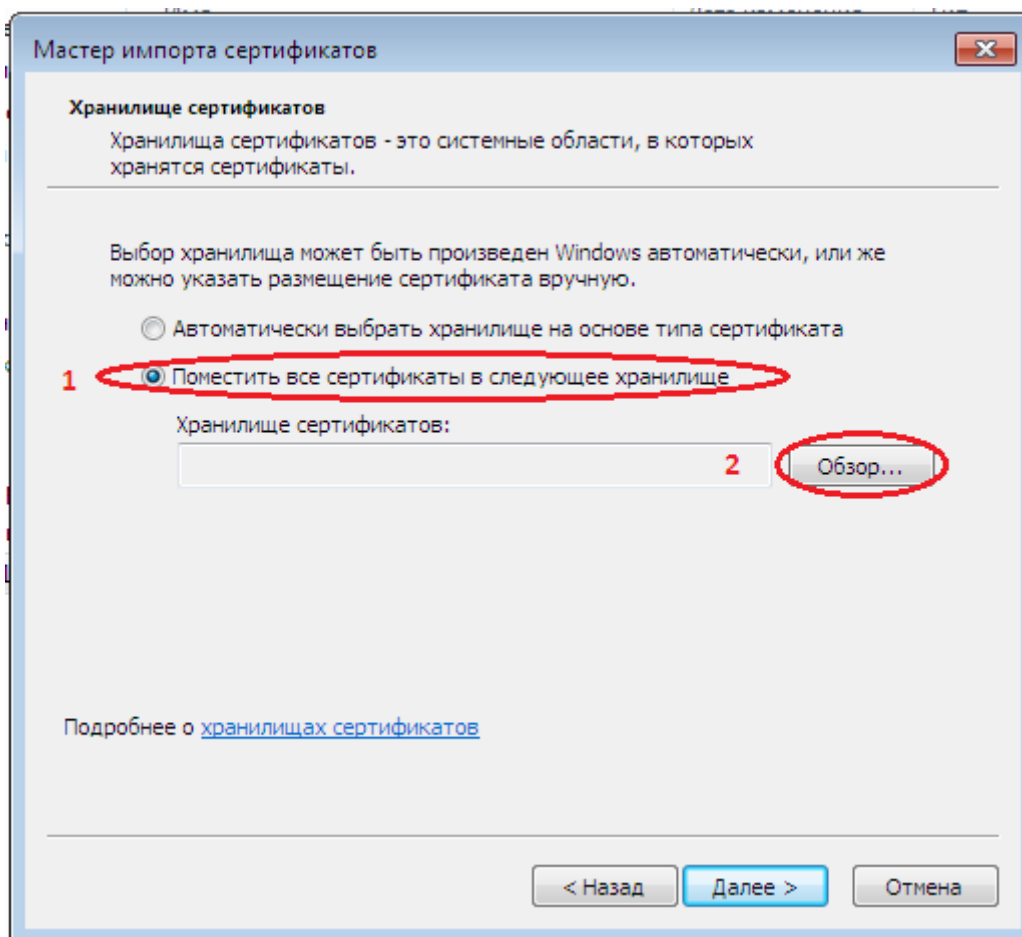 Мастер импорта сертификатов
Хранилище сертификатов
Хранилища сертификатов - это системные области, в которых
хранятся сертификаты.
Выбор хранилища может быть произведен Windows автоматически, или же
можно указать размещение сертификата вручную.
Автоматически выбрать хранилище на основе типа сертификата
1 Поместить все сертификаты в следующее хранилище
Хранилище сертификатов:
2 Обзор...
Подробнее о хранилищах сертификатов
< Назад Далее > Отмена